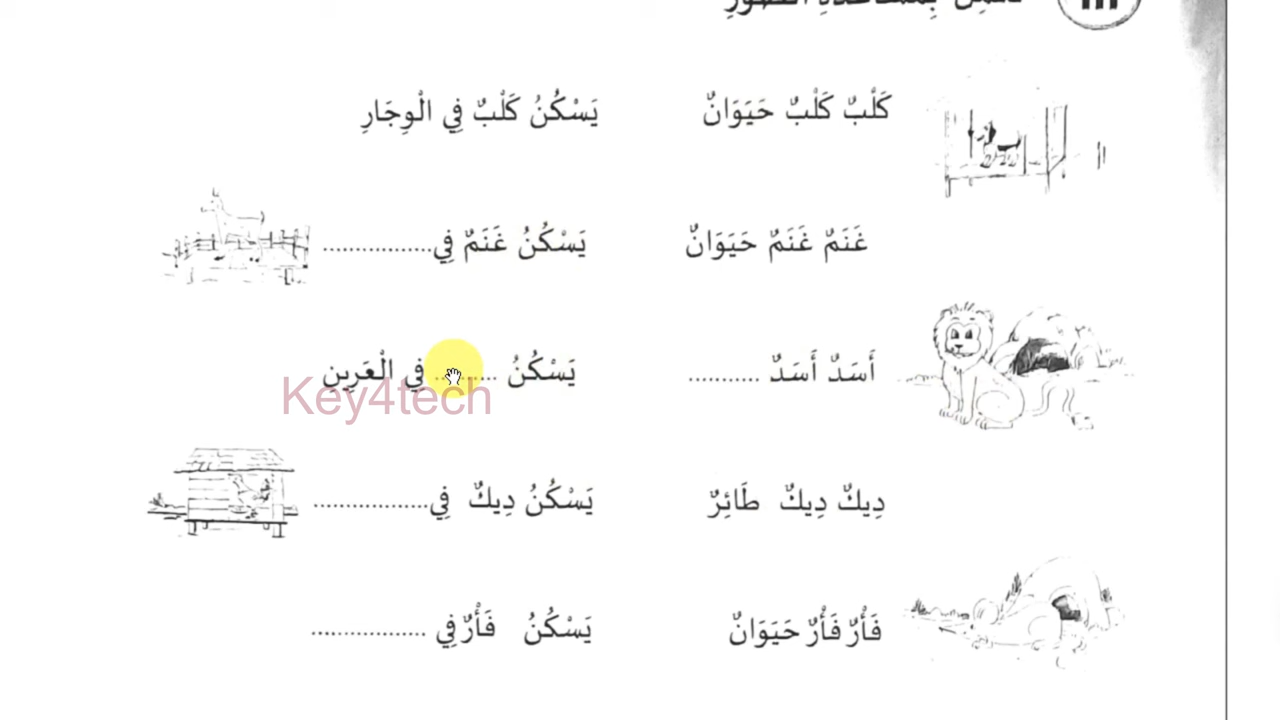 كَلْبٌ كَلْبٌ حَيَوَانٌ يَسْكُنُ كَلْبٌ فِي الْوِجَارِ
غَنَمٌ غَنَمٌ حَيَوَانٌ يَسْكُنُ غَنَمٌ فِي.................
أَسَدٌ أَسَدٌ ........... يَسْكُنُ .......... فِي الْعَرِينِ
Key4tech
دِيكٌ دِيكٌ طَائِرٌ يَسْكُنُ دِيكٌ فِي.................
فَأْرٌ فَأْرٌ حَيَوَانٌ يَسْكُنُ فَأْرٌ فِي .................